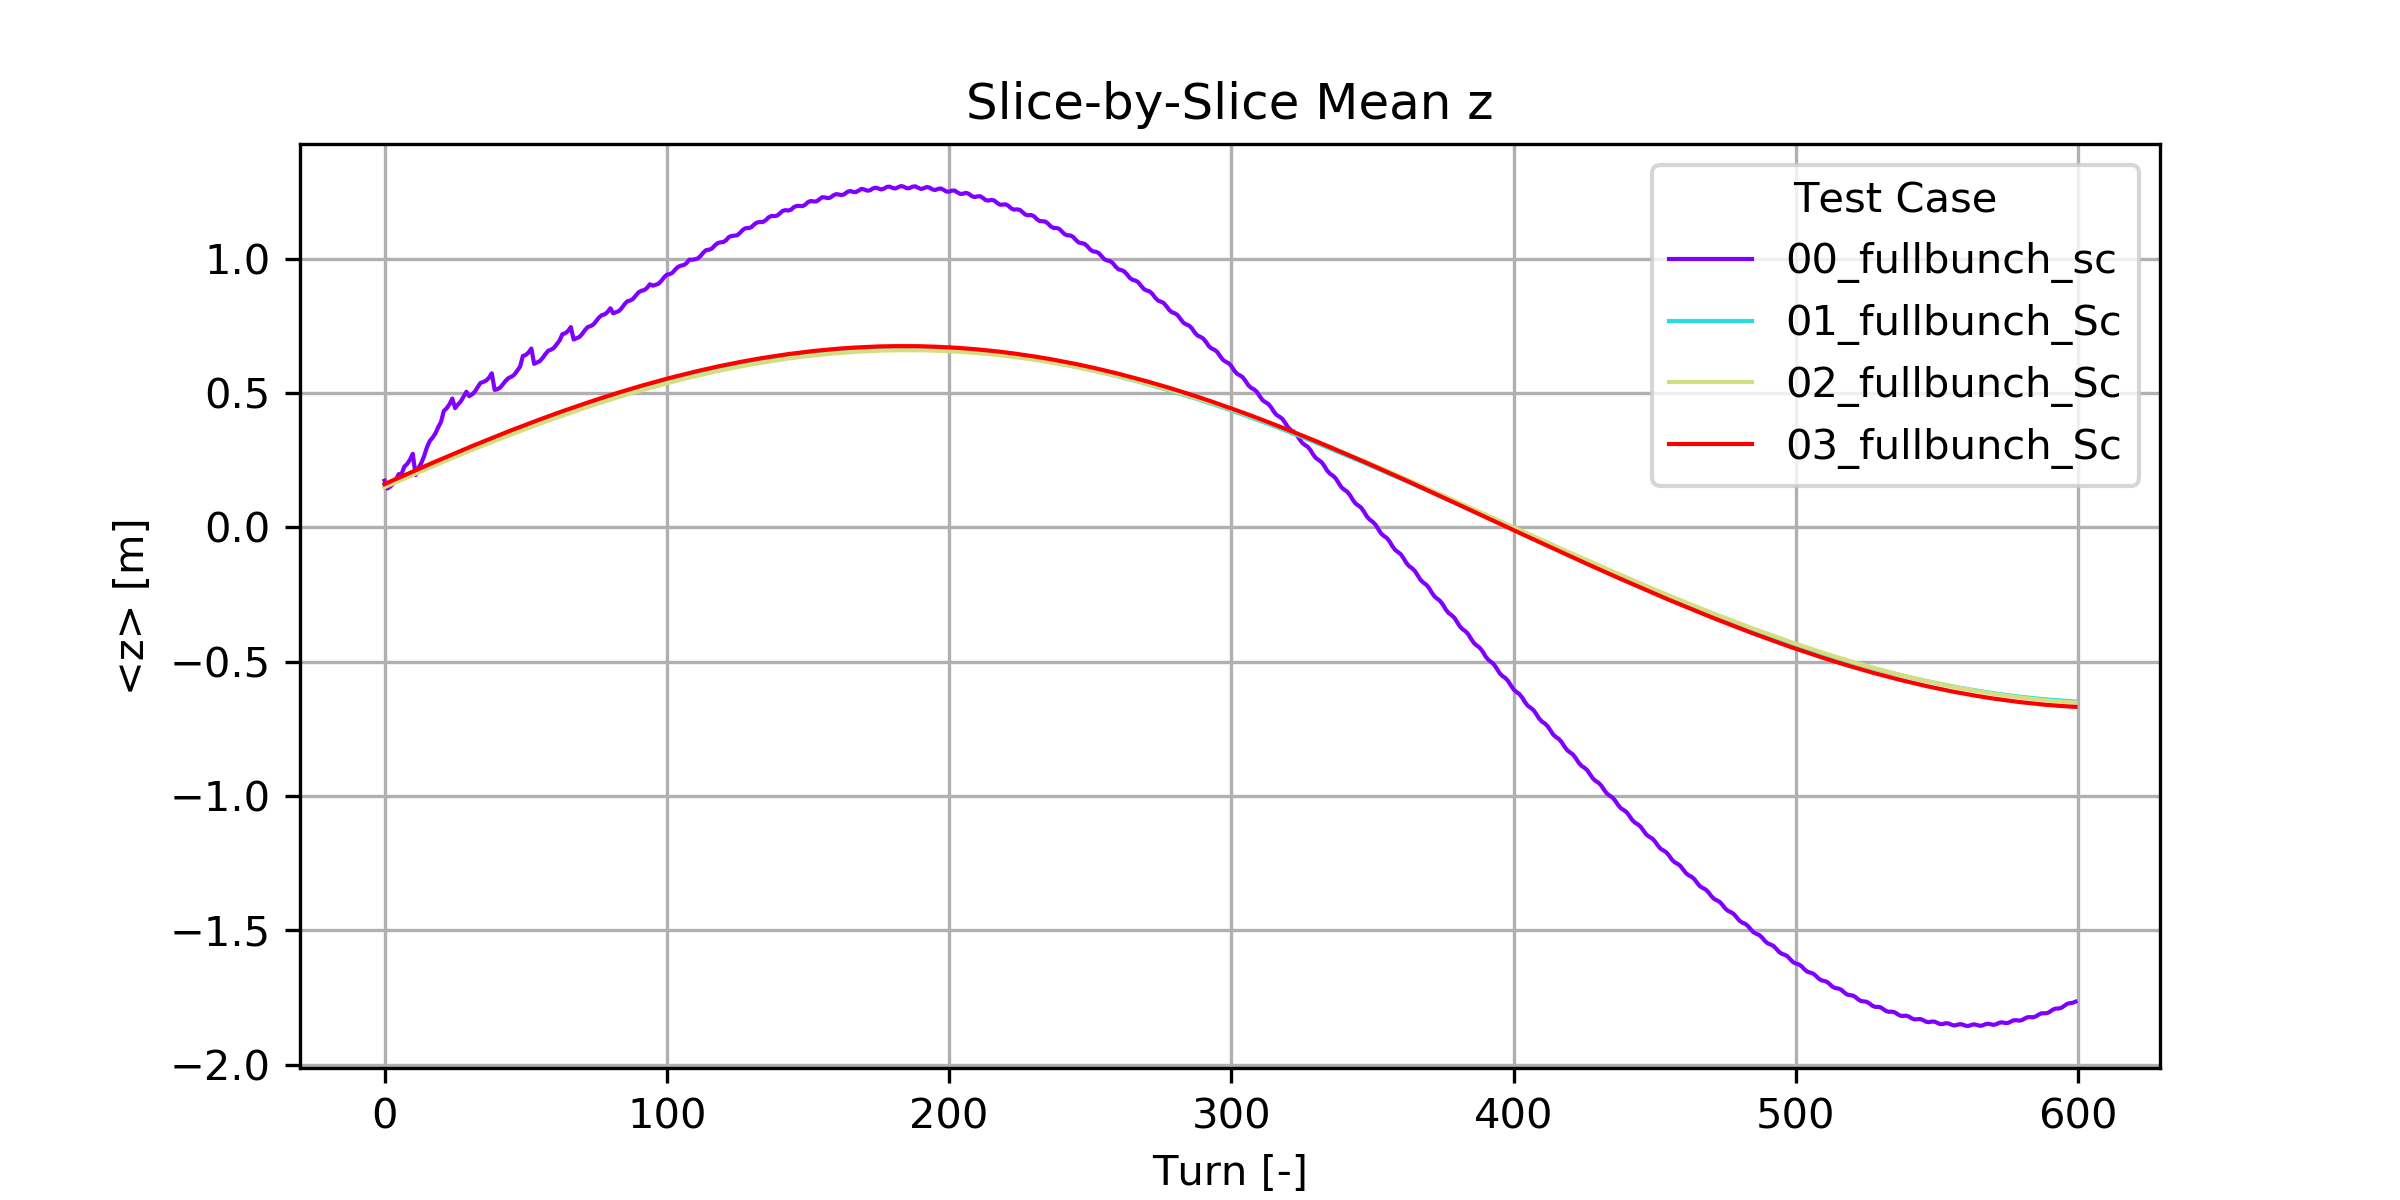 Slice-by-Slice Mean z
Test Case
00_fullbunch_sc
01_fullbunch_Sc
02_fullbunch_Sc
03_fullbunch_Sc
<z> [m]
1.0
0.5
0.0
−0.5
−1.0
−1.5
−2.0
0 100 200 300 400 500 600
Turn [-]